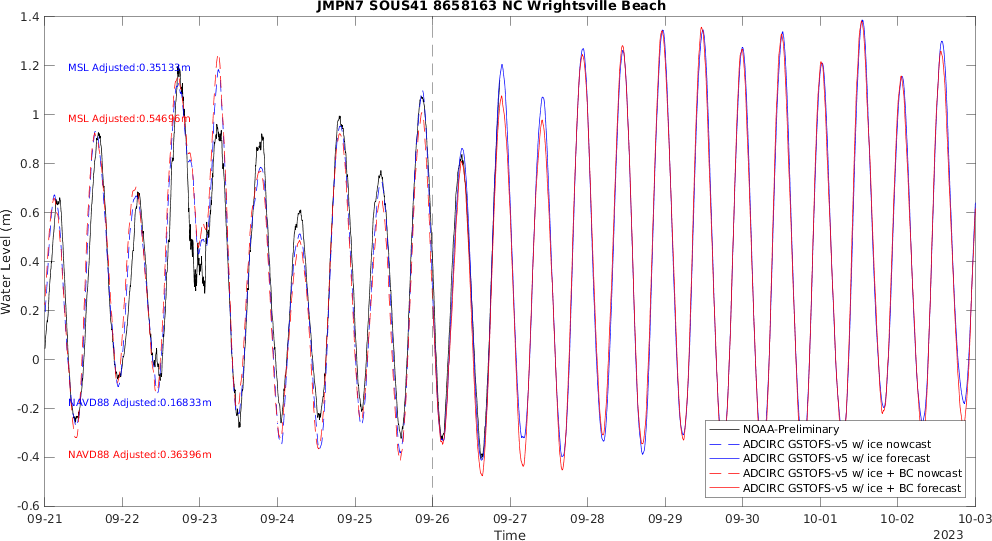 JMPN7 SOUS41 8658163 NC Wrightsville Beach
Water Level (m)
1.4
1.2
1
0.8
0.6
0.4
0.2
0
-0.2
-0.4
-0.6
MSL Adjusted:0.35133m
MSL Adjusted:0.54696m
NAVD88 Adjusted:0.16833m
NAVD88 Adjusted:0.36396m
NOAA-Preliminary
ADCIRC GSTOFS-v5 w/ ice nowcast
ADCIRC GSTOFS-v5 w/ ice forecast
ADCIRC GSTOFS-v5 w/ ice + BC nowcast
ADCIRC GSTOFS-v5 w/ ice + BC forecast
09-21 09-22 09-23 09-24 09-25 09-26 09-27 09-28 09-29 09-30 10-01 10-02 10-03
Time
2023